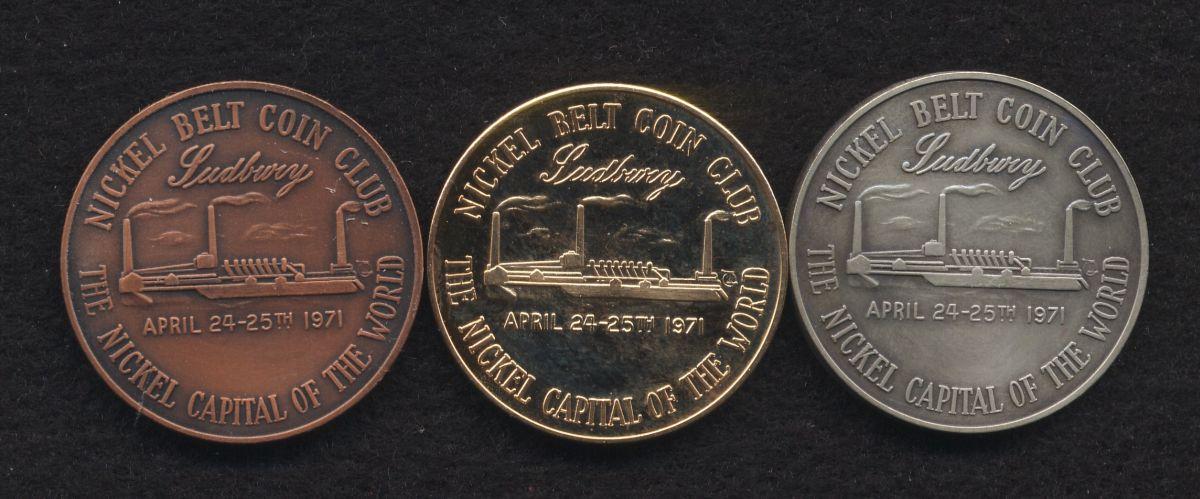 NICKEL BELT COIN CLUB
Sudbury
APRIL 24-25TH 1971
THE NICKEL CAPITAL OF THE WORLD
NICKEL BELT COIN CLUB
Sudbury
APRIL 24-25TH 1971
THE NICKEL CAPITAL OF THE WORLD
NICKEL BELT COIN CLUB
Sudbury
APRIL 24-25TH 1971
THE NICKEL CAPITAL OF THE WORLD